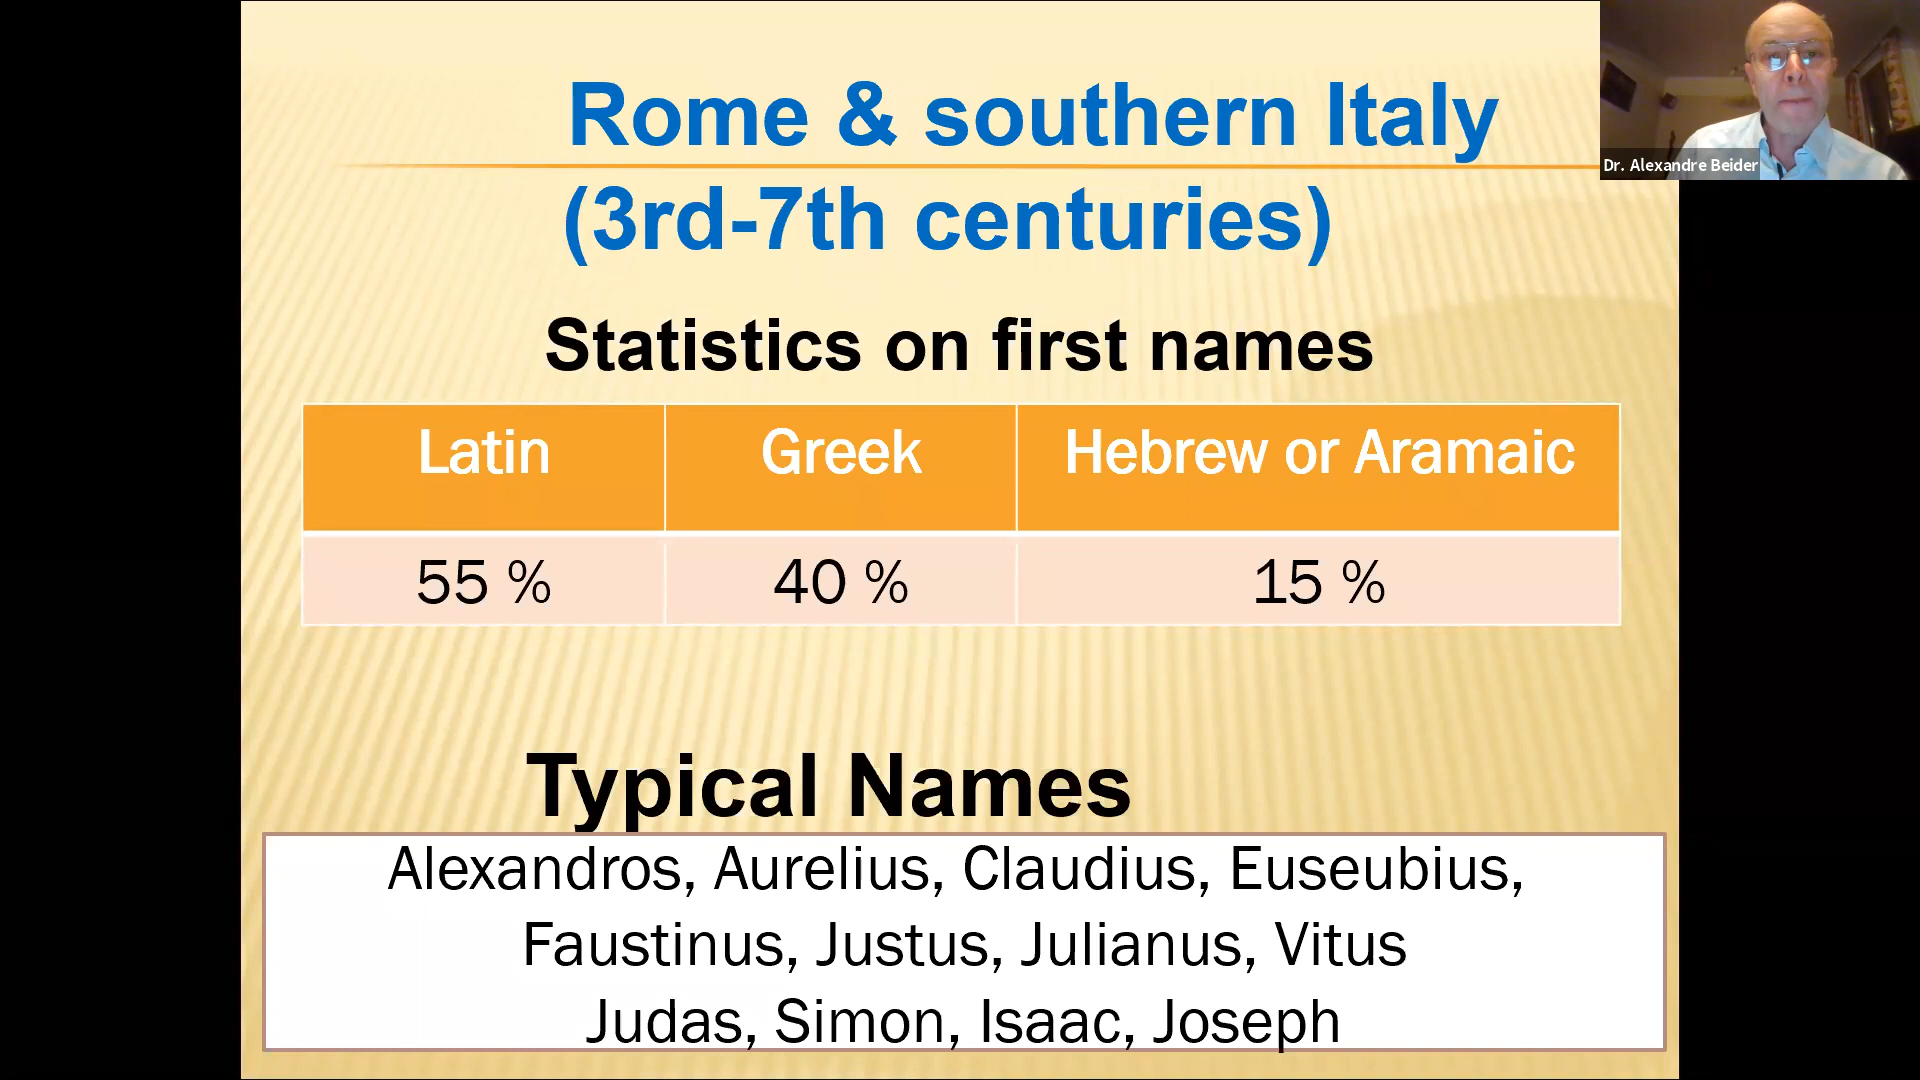 Rome & southern Italy
(3rd-7th centuries)
Dr. Alexandre Beider
Statistics on first names
Latin Greek Hebrew or Aramaic
55 % 40 % 15 %
Typical Names
Alexandros, Aurelius, Claudius, Euseubius,
Faustinus, Justus, Julianus, Vitus
Judas, Simon, Isaac, Joseph